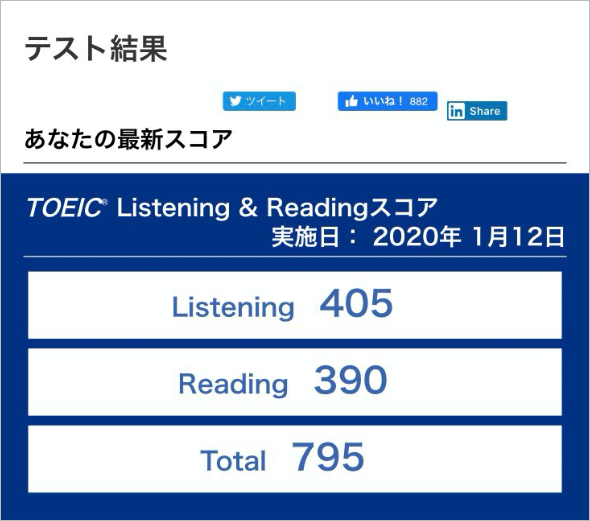 テスト結果
ツイート
いいね！ 882
in Share
あなたの最新スコア
TOEIC® Listening & Readingスコア
実施日： 2020年 1月12日
Listening 405
Reading 390
Total 795